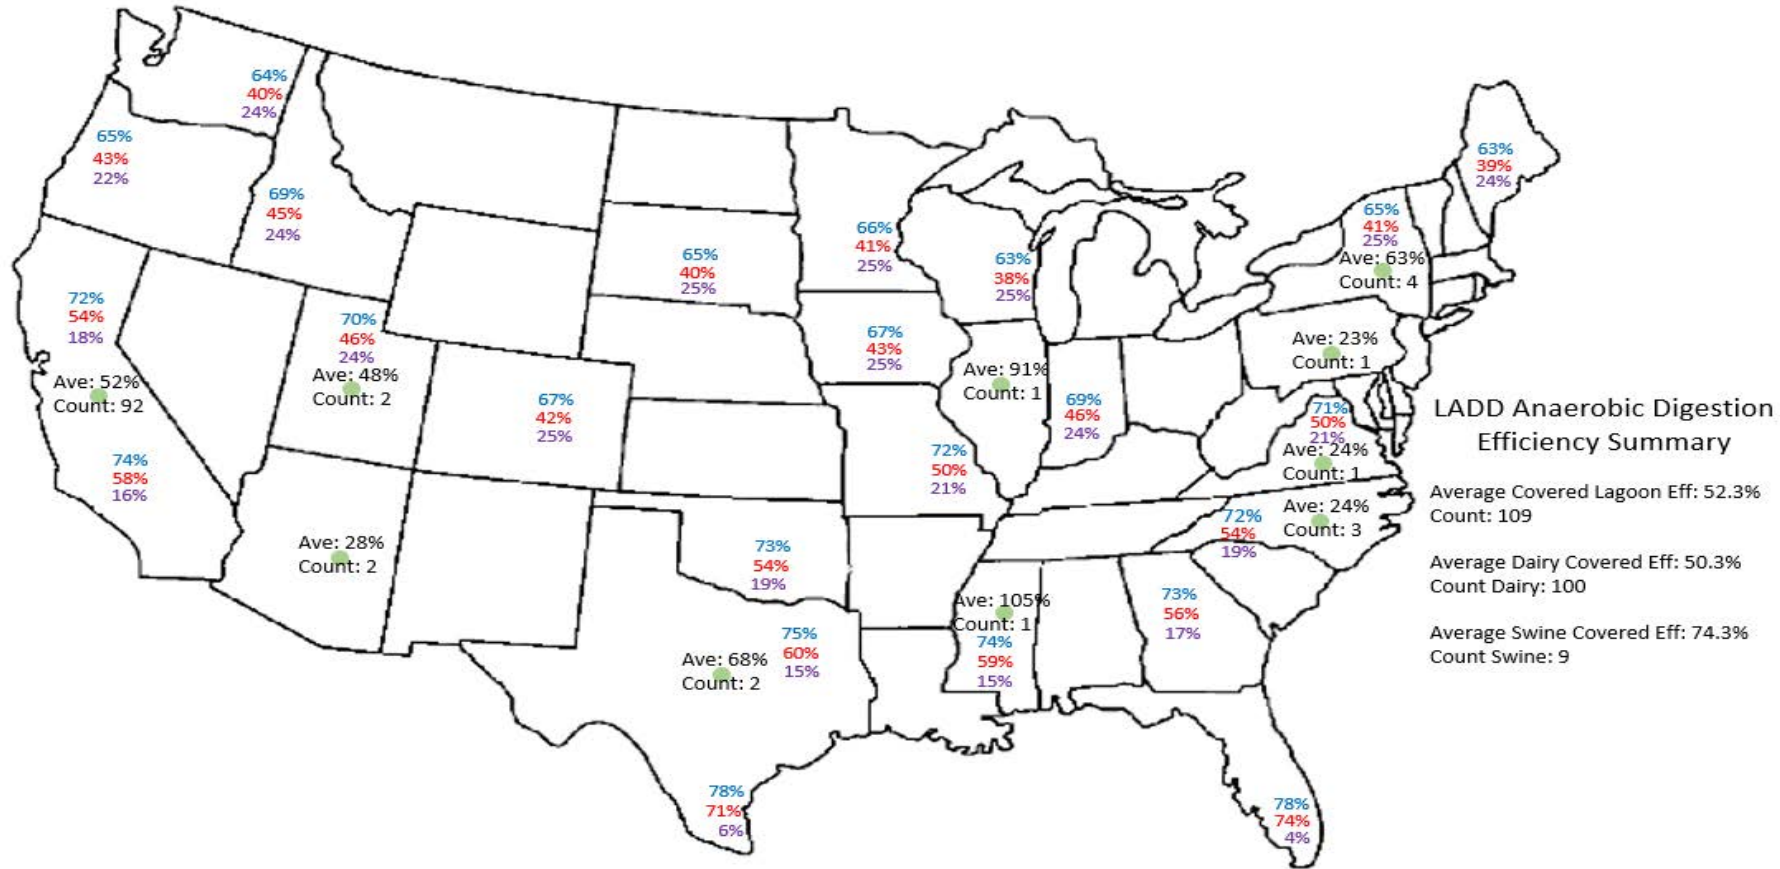 64%
40%
24%
65%
43%
22%
69%
45%
24%
72%
54%
18%
Ave: 52%
Count: 92
74%
58%
16%
70%
46%
24%
Ave: 48%
Count: 2
Ave: 28%
Count: 2
67%
42%
25%
65%
40%
25%
66%
41%
25%
67%
43%
25%
63%
38%
25%
Ave: 91%
Count: 1
69%
46%
24%
72%
50%
21%
73%
54%
19%
75%
60%
15%
Ave: 68%
Count: 2
78%
71%
6%
Ave: 105%
Count: 1
74%
59%
15%
73%
56%
17%
72%
54%
19%
Ave: 24%
Count: 3
71%
50%
21%
Ave: 24%
Count: 1
Ave: 23%
Count: 1
65%
41%
25%
Ave: 63%
Count: 4
63%
39%
24%
78%
74%
4%
LADD Anaerobic Digestion
Efficiency Summary
Average Covered Lagoon Eff: 52.3%
Count: 109
Average Dairy Covered Eff: 50.3%
Count Dairy: 100
Average Swine Covered Eff: 74.3%
Count Swine: 9